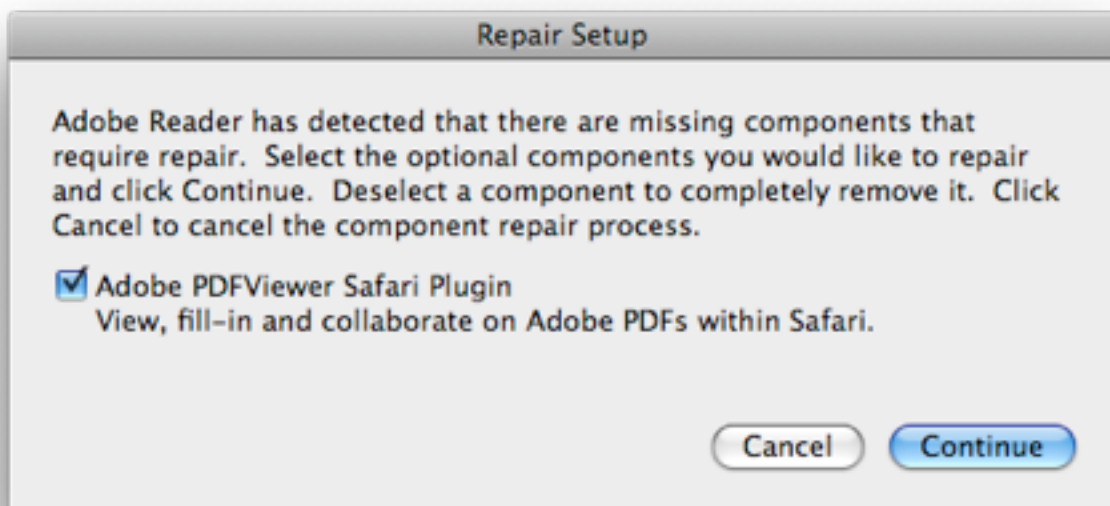 Repair Setup
Adobe Reader has detected that there are missing components that
require repair.  Select the optional components you would like to repair
and click Continue.  Deselect a component to completely remove it.  Click
Cancel to cancel the component repair process.
Adobe PDFViewer Safari Plugin
View, fill-in and collaborate on Adobe PDFs within Safari.
Cancel Continue